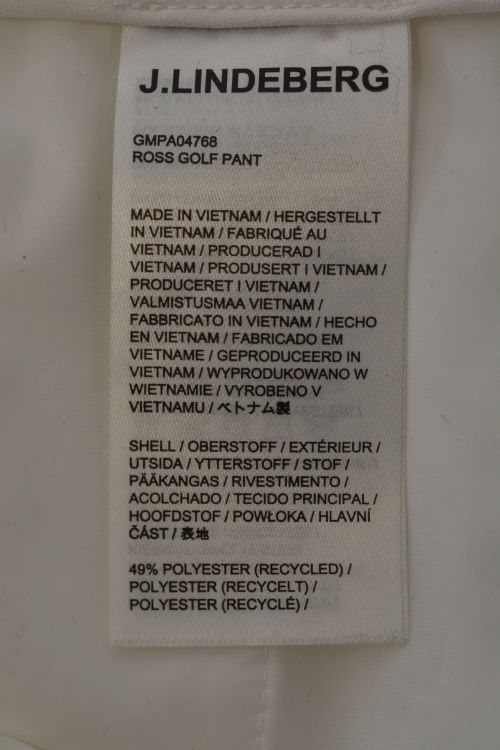 J.LINDEBERG
GMPA04768
ROSS GOLF PANT
MADE IN VIETNAM / HERGESTELLT
IN VIETNAM / FABRIQUÉ AU
VIETNAM / PRODUCERAD I
VIETNAM / PRODUSERT I VIETNAM /
PRODUCERET I VIETNAM /
VALMISTUSMAA VIETNAM /
FABBRICATO IN VIETNAM / HECHO
EN VIETNAM / FABRICADO EM
VIETNAME / GEPRODUCEERD IN
VIETNAM / WYPRODUKOWANO W
WIETNAMIE / VYROBENO V
VIETNAMU / ベトナム製
SHELL / OBERSTOFF / EXTÉRIEUR /
UTSIDA / YTTERSTOFF / STOF /
PÄÄKANGAS / RIVESTIMENTO /
ACOLCHADO / TECIDO PRINCIPAL /
HOOFDSTOF / POWŁOKA / HLAVNÍ
ČÁST / 表地
49% POLYESTER (RECYCLED) /
POLYESTER (RECYCELT) /
POLYESTER (RECYCLÉ) /